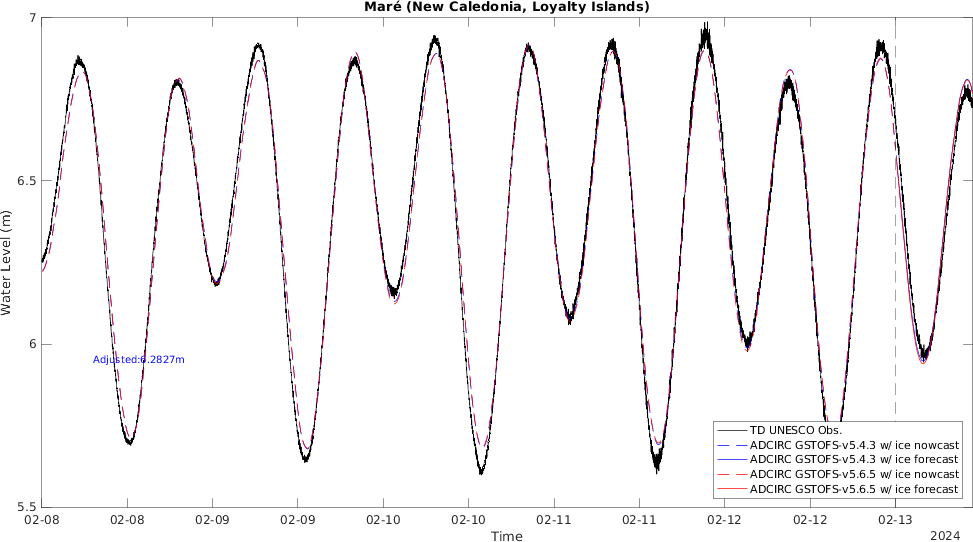 Maré (New Caledonia, Loyalty Islands)
7
6.5
6
5.5
Water Level (m)
Adjusted:6.2827m
TD UNESCO Obs.
ADCIRC GSTOFS-v5.4.3 w/ ice nowcast
ADCIRC GSTOFS-v5.4.3 w/ ice forecast
ADCIRC GSTOFS-v5.6.5 w/ ice nowcast
ADCIRC GSTOFS-v5.6.5 w/ ice forecast
02-08 02-08 02-09 02-09 02-10 02-10 02-11 02-11 02-12 02-12 02-13
Time
2024